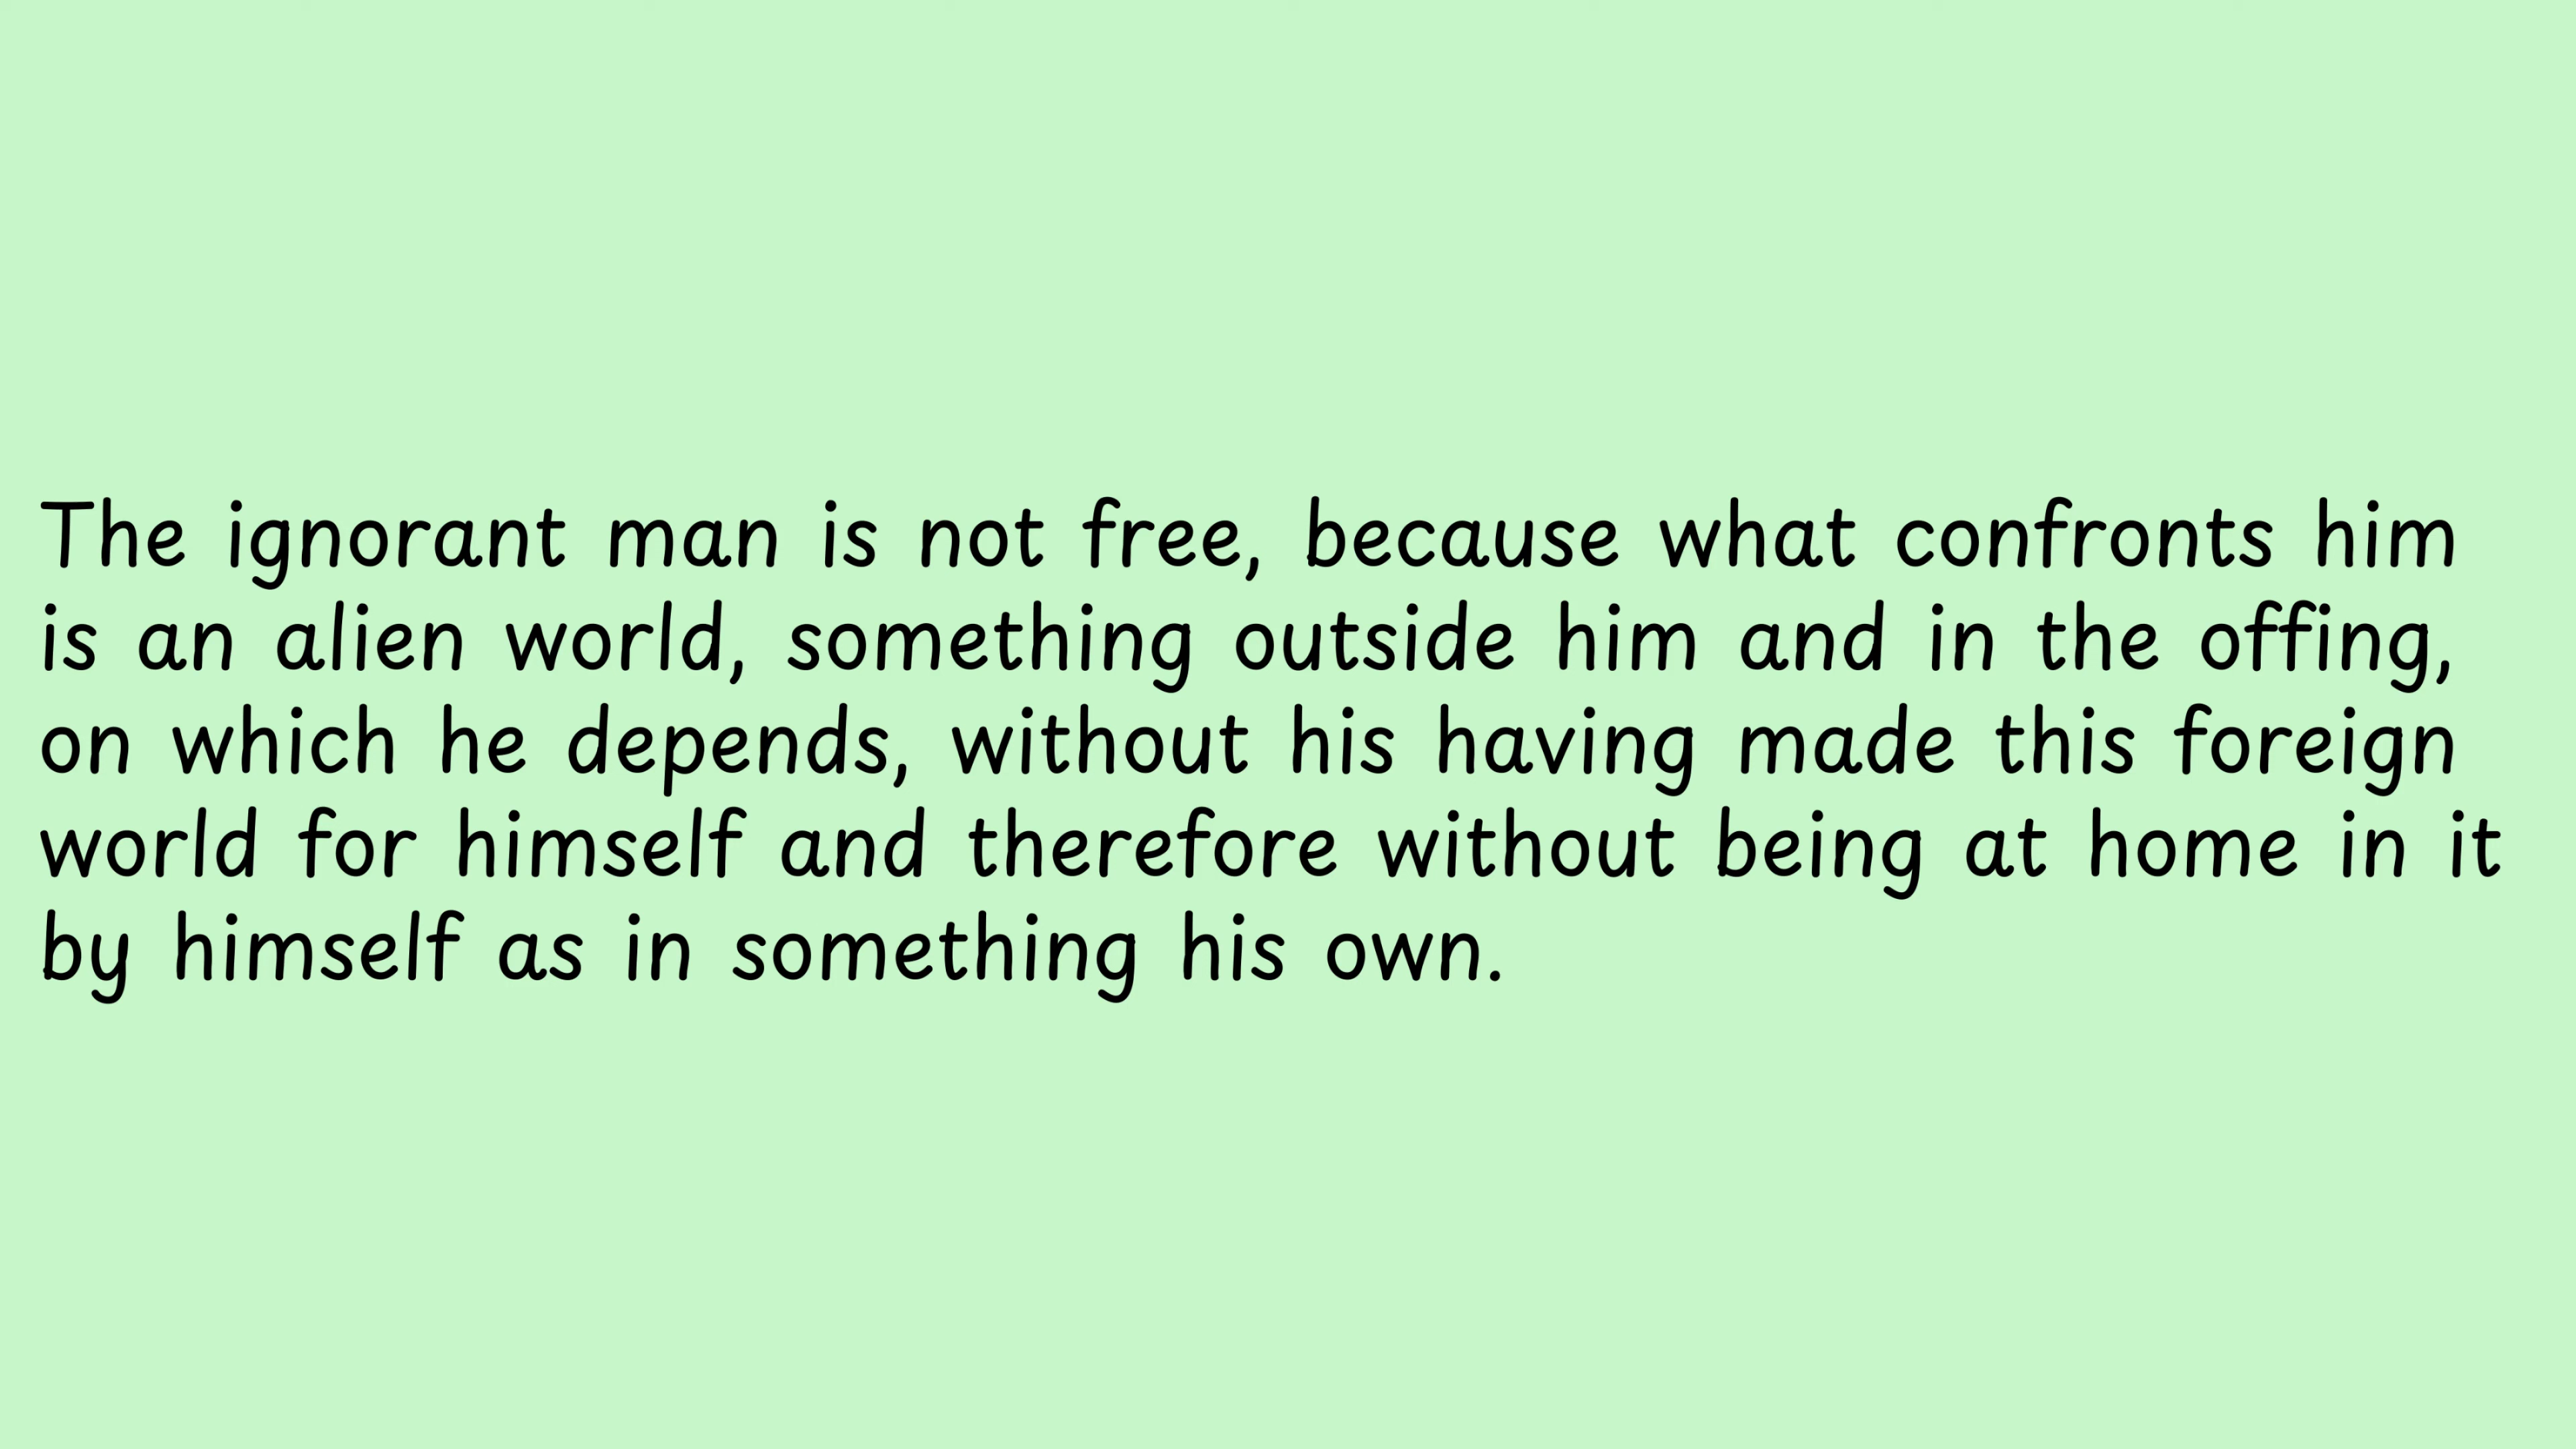 The ignorant man is not free, because what confronts him
is an alien world, something outside him and in the offing,
on which he depends, without his having made this foreign
world for himself and therefore without being at home in it
by himself as in something his own.